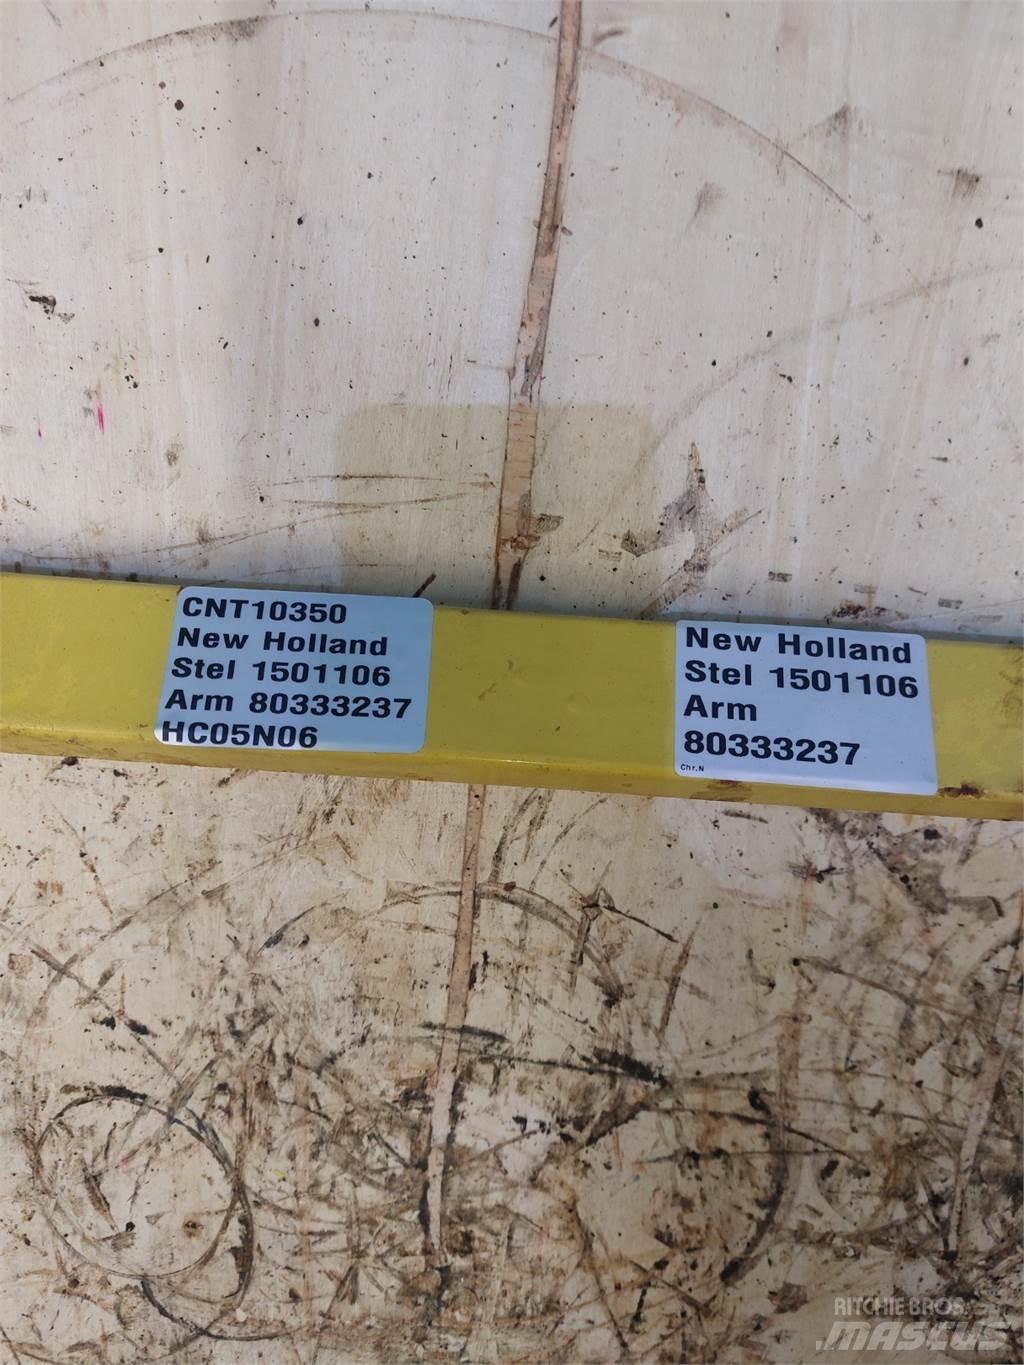 CNT10350
New Holland
Stel 1501106
Arm 80333237
HC05N06
New Holland
Stel 1501106
Arm
80333237
Chr.N
RITCHIE BROS.
MASCUS